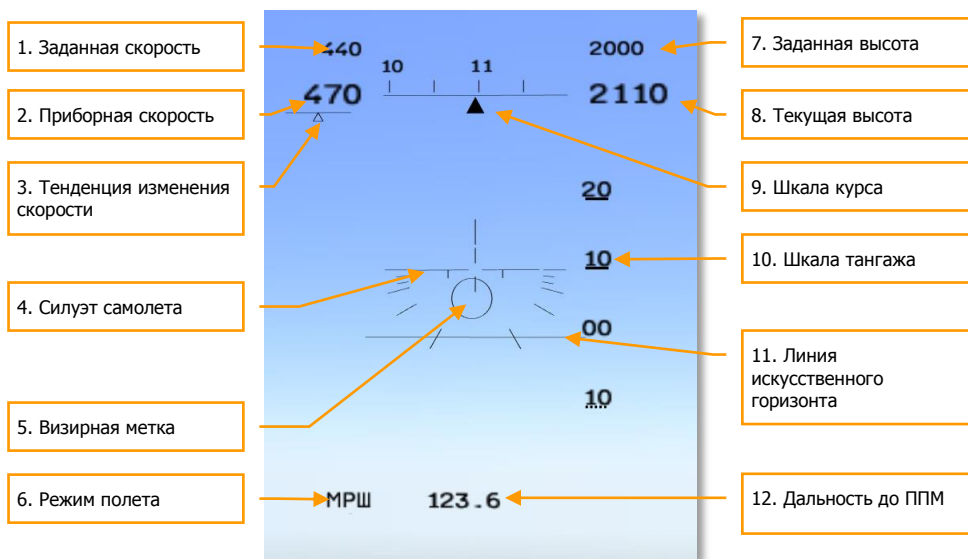 1. Заданная скорость
2. Приборная скорость
3. Тенденция изменения
скорости
4. Силуэт самолета
5. Визирная метка
6. Режим полета
440
2000
10 11
470
2110
20
10
00
10
МРШ 123.6
7. Заданная высота
8. Текущая высота
9. Шкала курса
10. Шкала тангажа
11. Линия
искусственного
горизонта
12. Дальность до ППМ